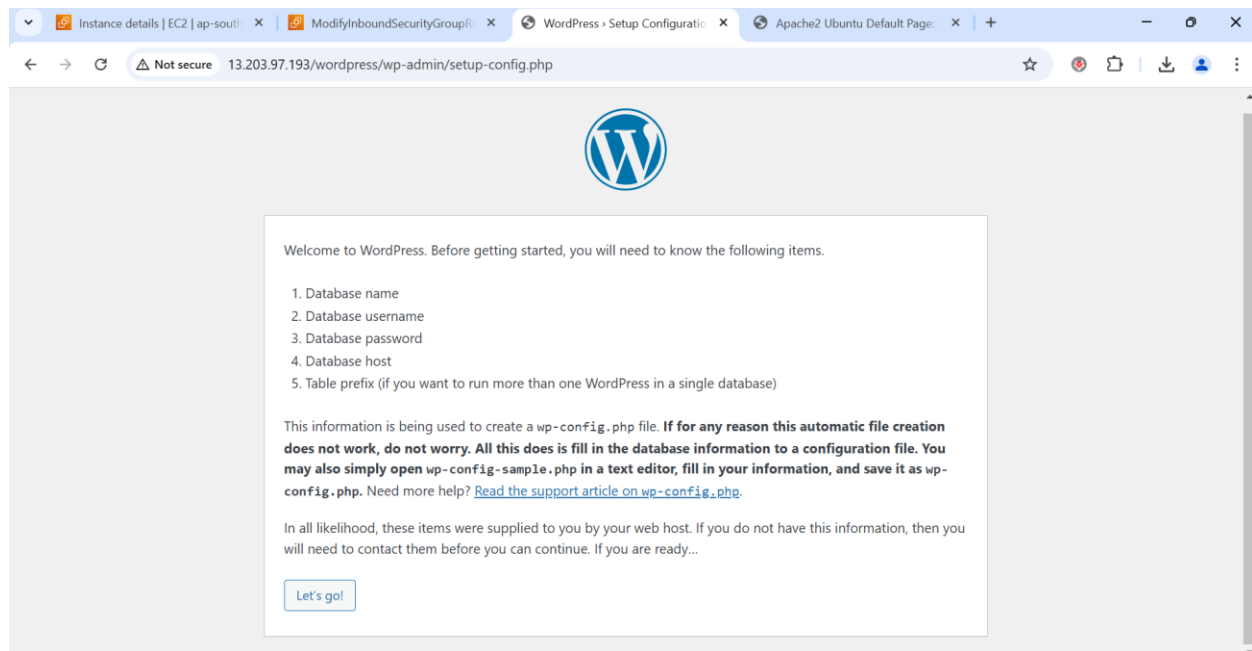 Instance details | EC2 | ap-south
ModifyInboundSecurityGroupR
WordPress › Setup Configuratio
Apache2 Ubuntu Default Page:
Not secure
13.203.97.193/wordpress/wp-admin/setup-config.php
Welcome to WordPress. Before getting started, you will need to know the following items.
1. Database name
2. Database username
3. Database password
4. Database host
5. Table prefix (if you want to run more than one WordPress in a single database)
This information is being used to create a wp-config.php file. If for any reason this automatic file creation
does not work, do not worry. All this does is fill in the database information to a configuration file. You
may also simply open wp-config-sample.php in a text editor, fill in your information, and save it as wp-
config.php. Need more help? Read the support article on wp-config.php.
In all likelihood, these items were supplied to you by your web host. If you do not have this information, then you
will need to contact them before you can continue. If you are ready...
Let's go!